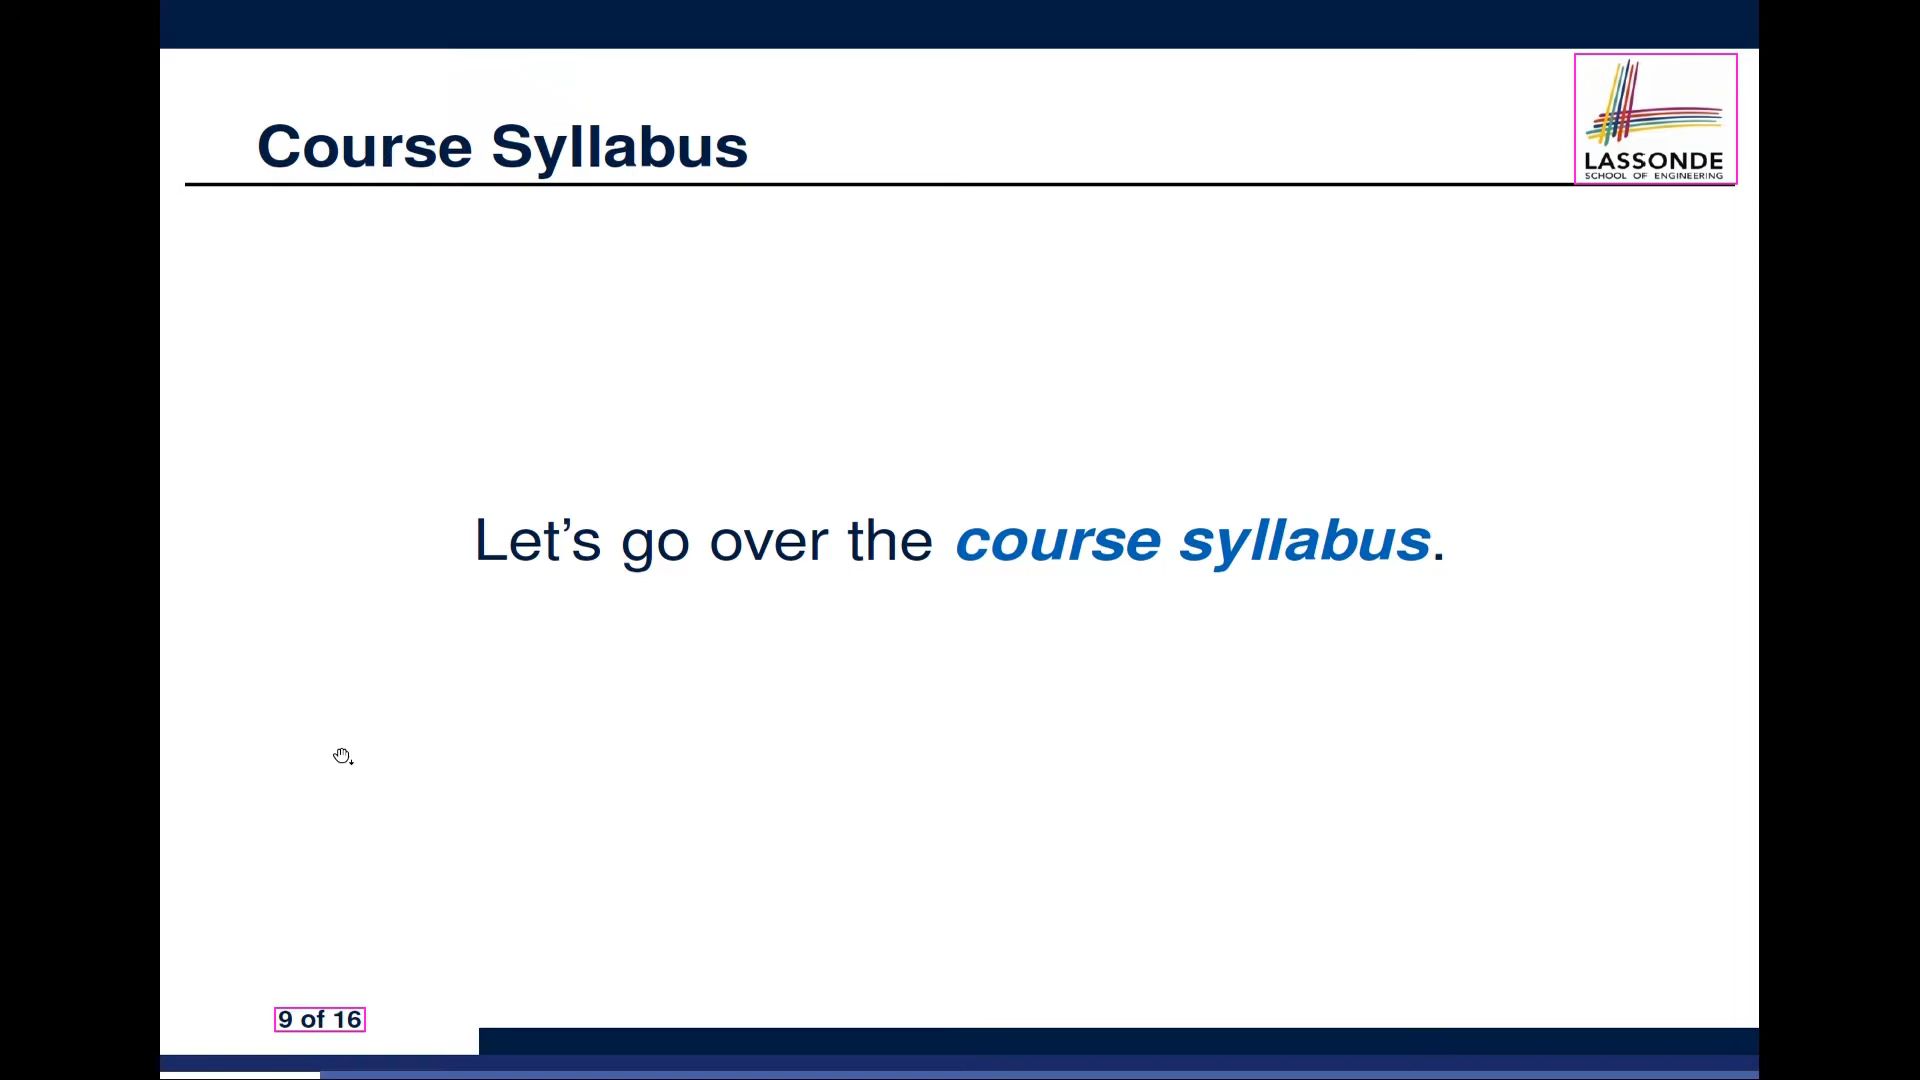 Course Syllabus
LASSONDE
SCHOOL OF ENGINEERING
Let’s go over the course syllabus.
9 of 16